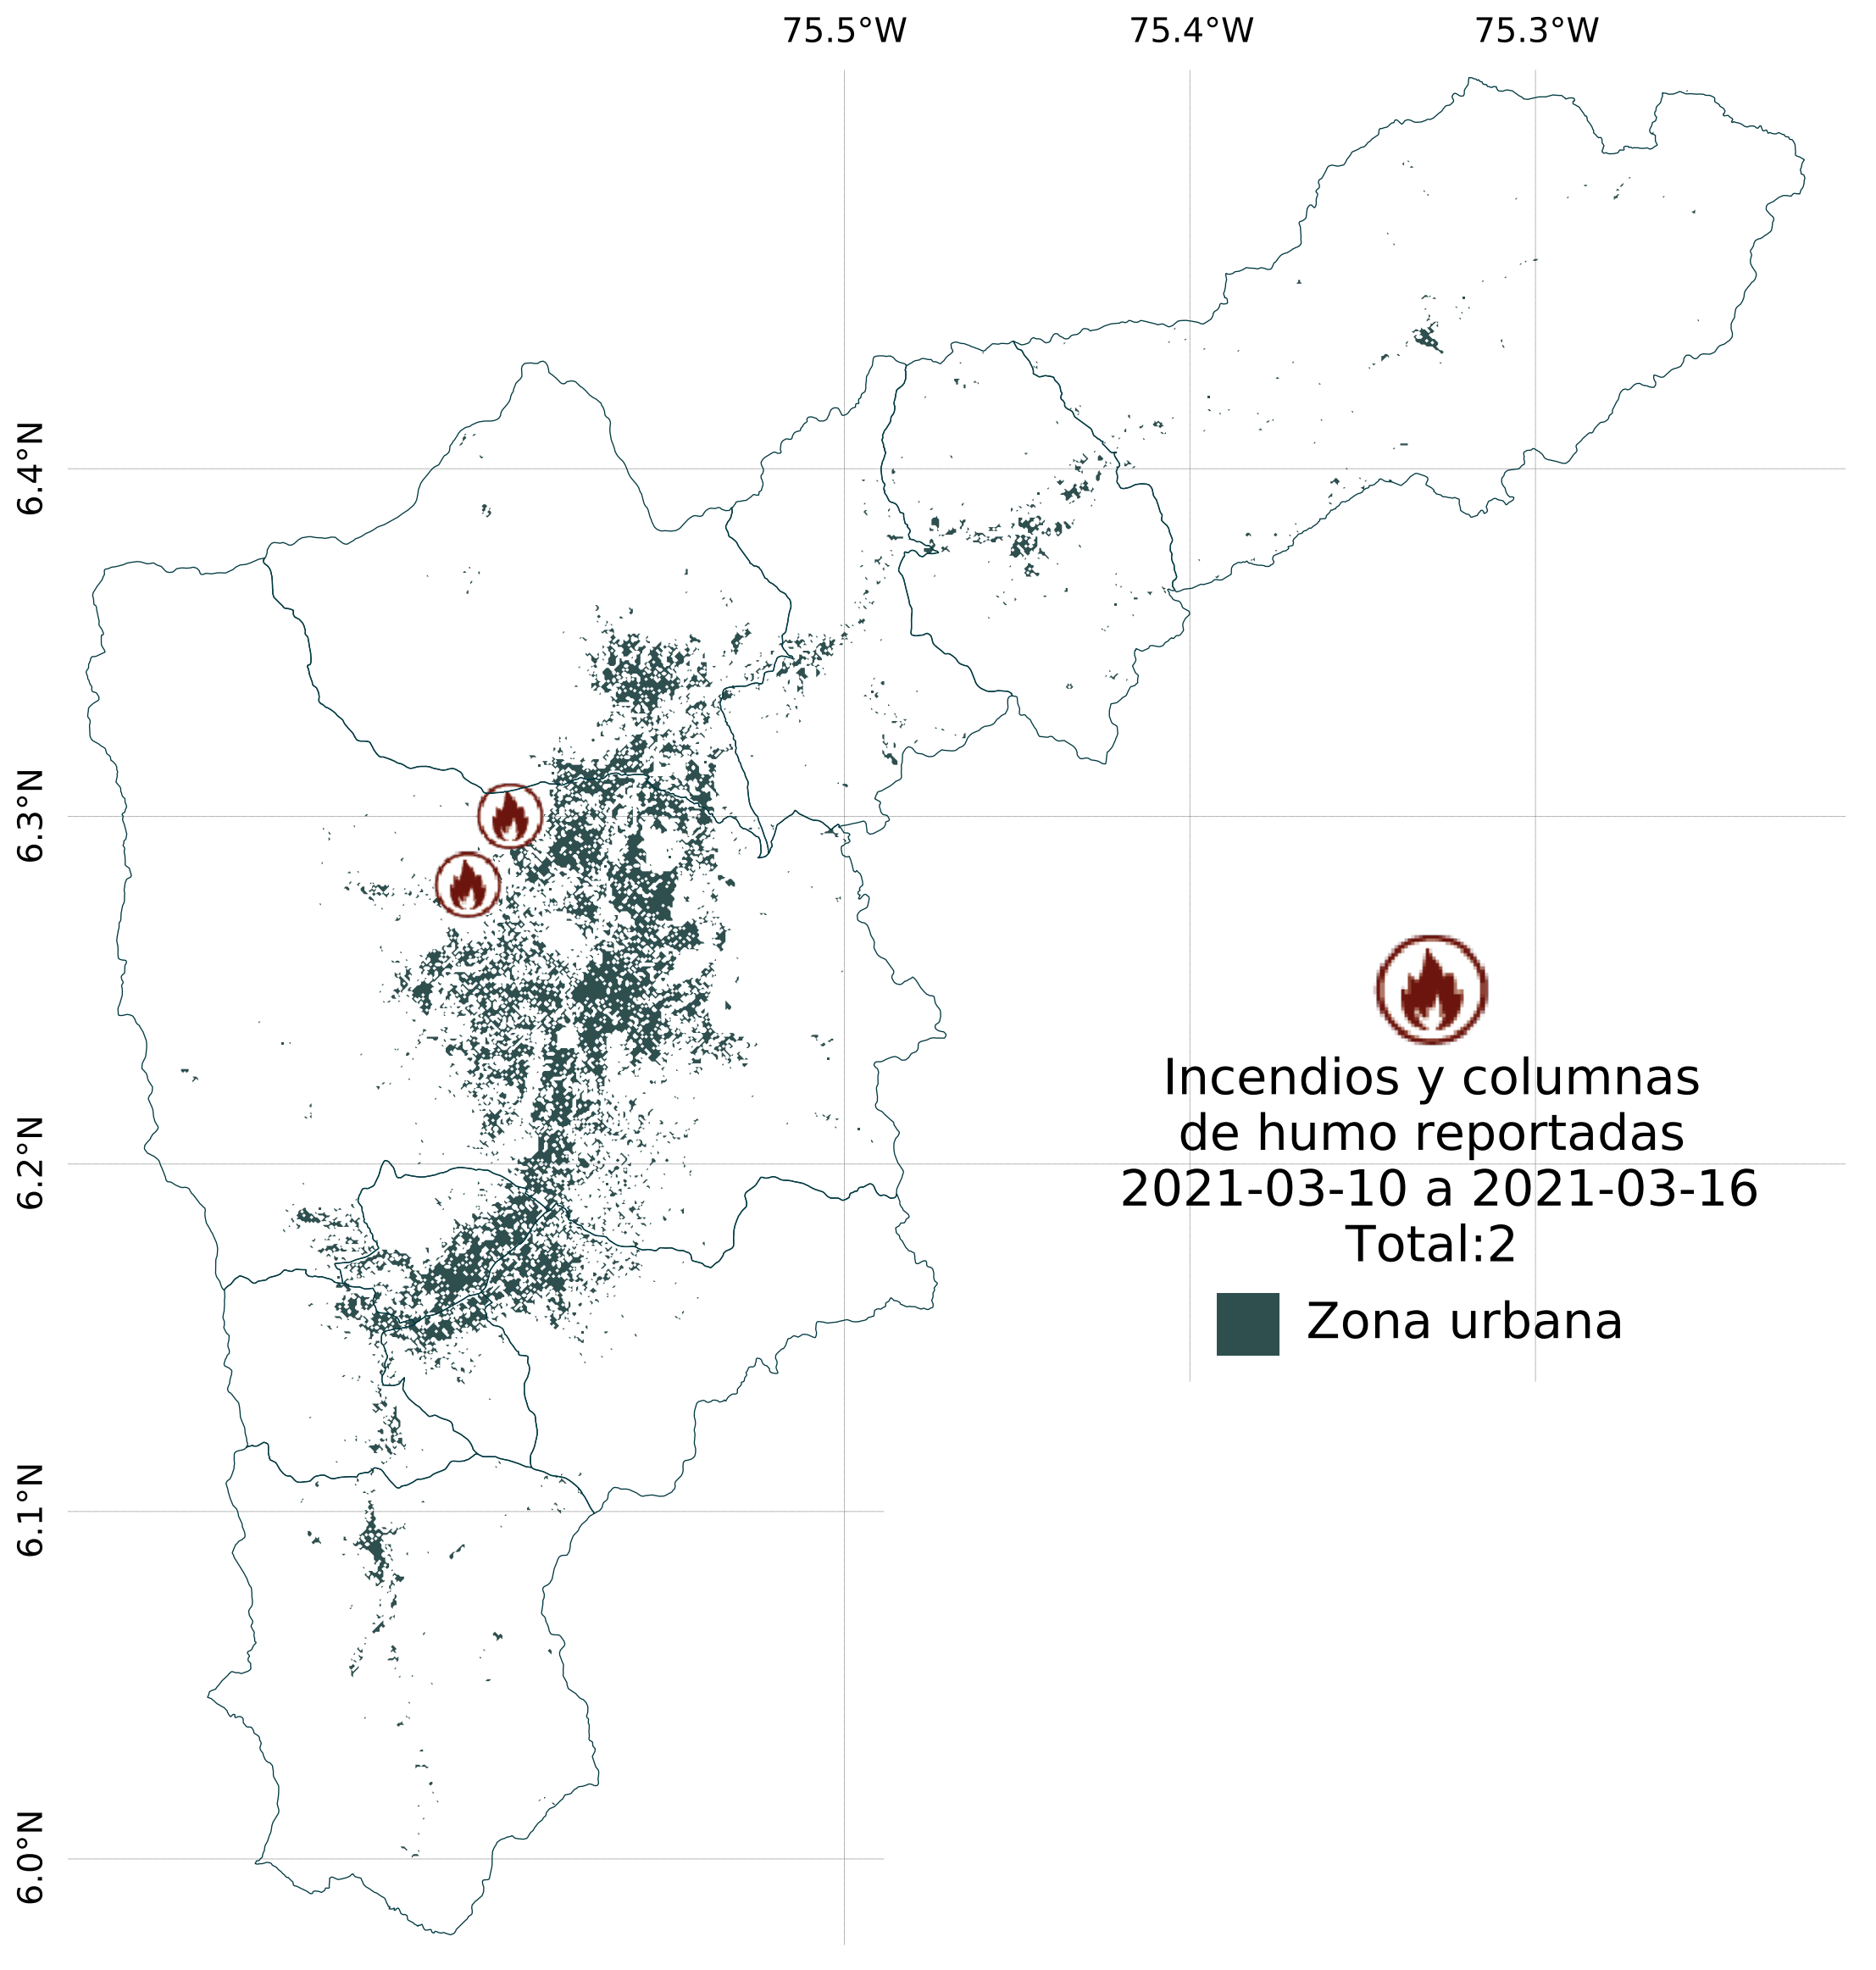 75.5°W 75.4°W 75.3°W
6.4°N
6.3°N
6.2°N
6.1°N
6.0°N
Incendios y columnas
de humo reportadas
2021-03-10 a 2021-03-16
Total:2
Zona urbana